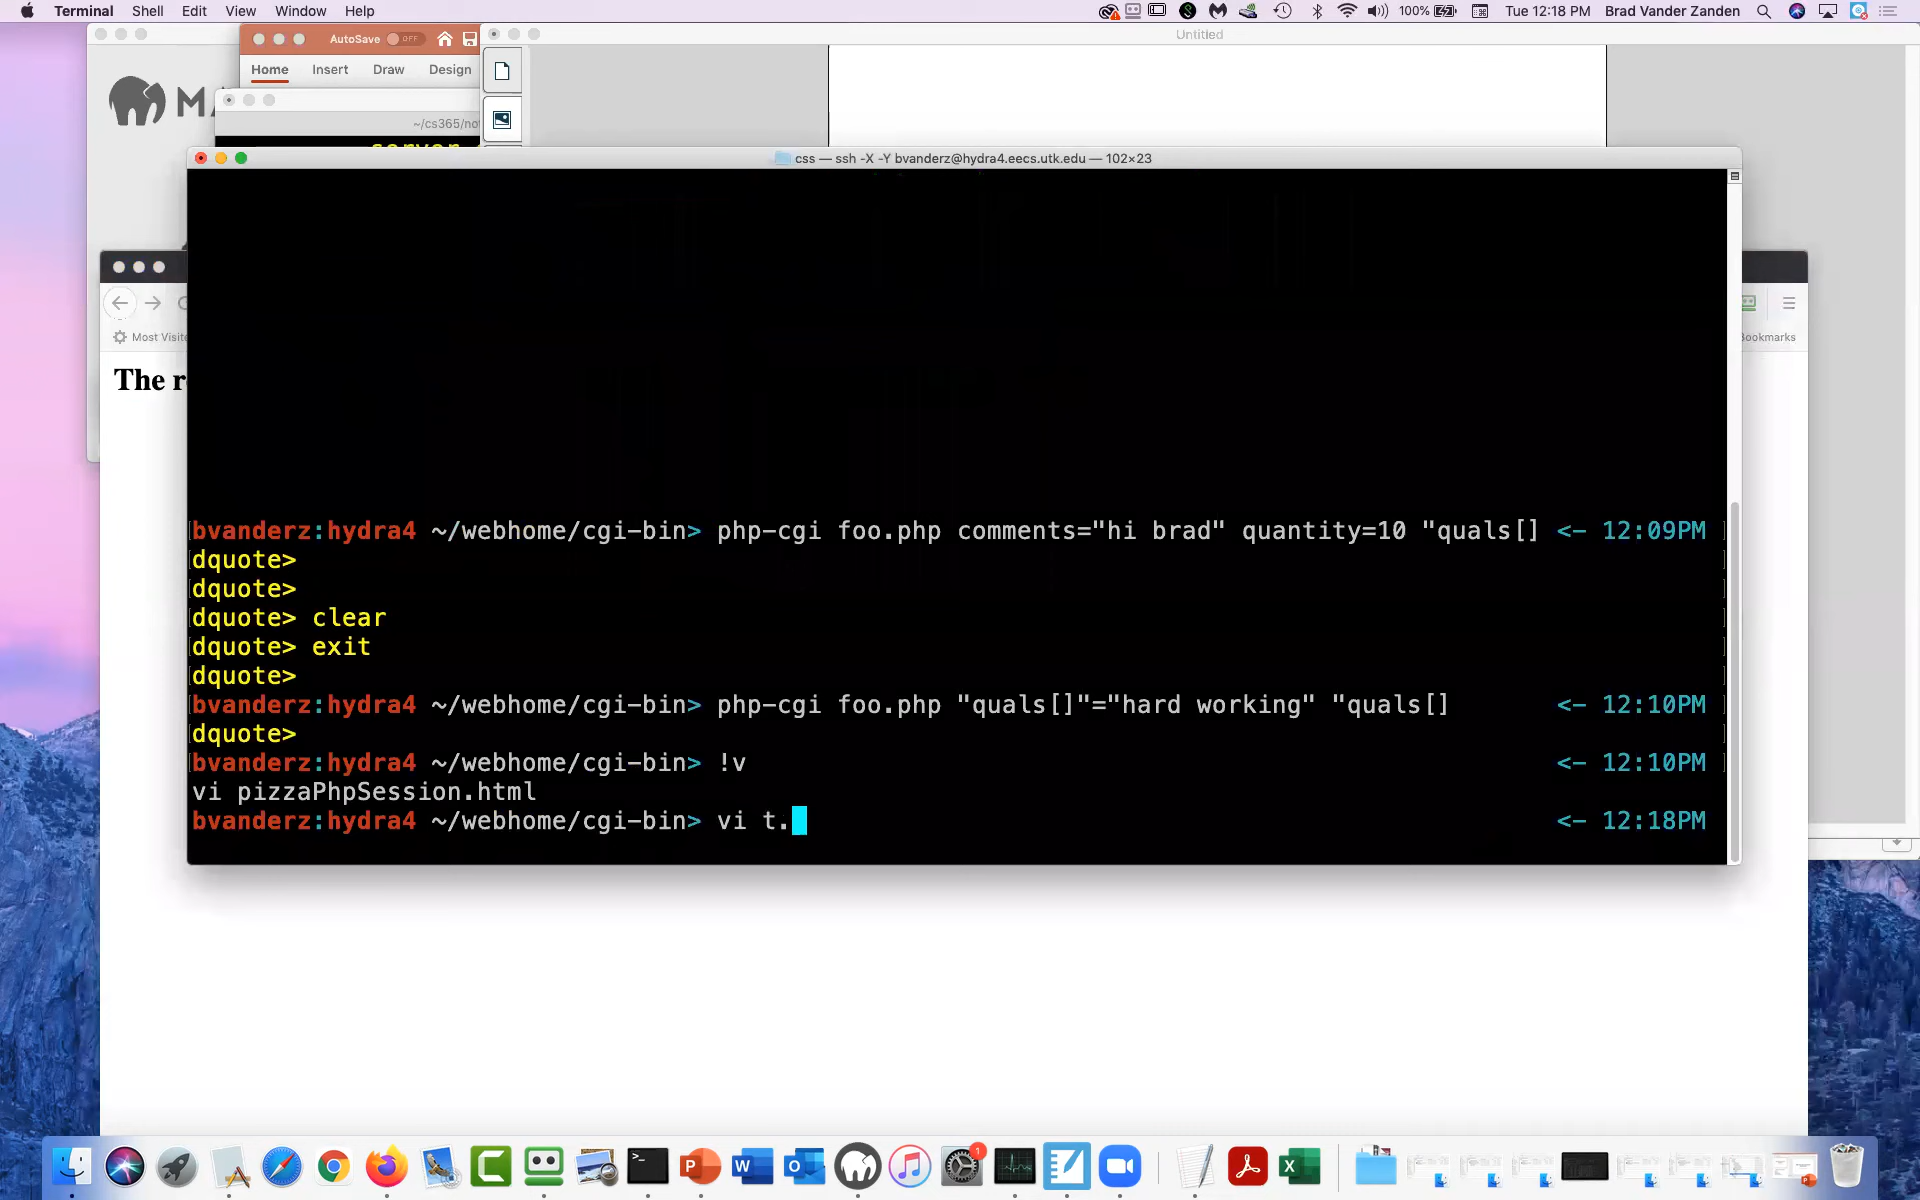 Terminal Shell Edit View Window Help 100% Tue 12:18 PM Brad Vander Zanden
AutoSave OFF
Untitled
Home Insert Draw Design
~/cs365/not
css — ssh -X -Y bvanderz@hydra4.eecs.utk.edu — 102×23
Most Visite
Bookmarks
The r
bvanderz:hydra4 ~/webhome/cgi-bin> php-cgi foo.php comments="hi brad" quantity=10 "quals[] <- 12:09PM
dquote>
dquote>
dquote> clear
dquote> exit
dquote>
bvanderz:hydra4 ~/webhome/cgi-bin> php-cgi foo.php "quals[]"="hard working" "quals[] <- 12:10PM
dquote>
bvanderz:hydra4 ~/webhome/cgi-bin> !v <- 12:10PM
vi pizzaPhpSession.html
bvanderz:hydra4 ~/webhome/cgi-bin> vi t. <- 12:18PM